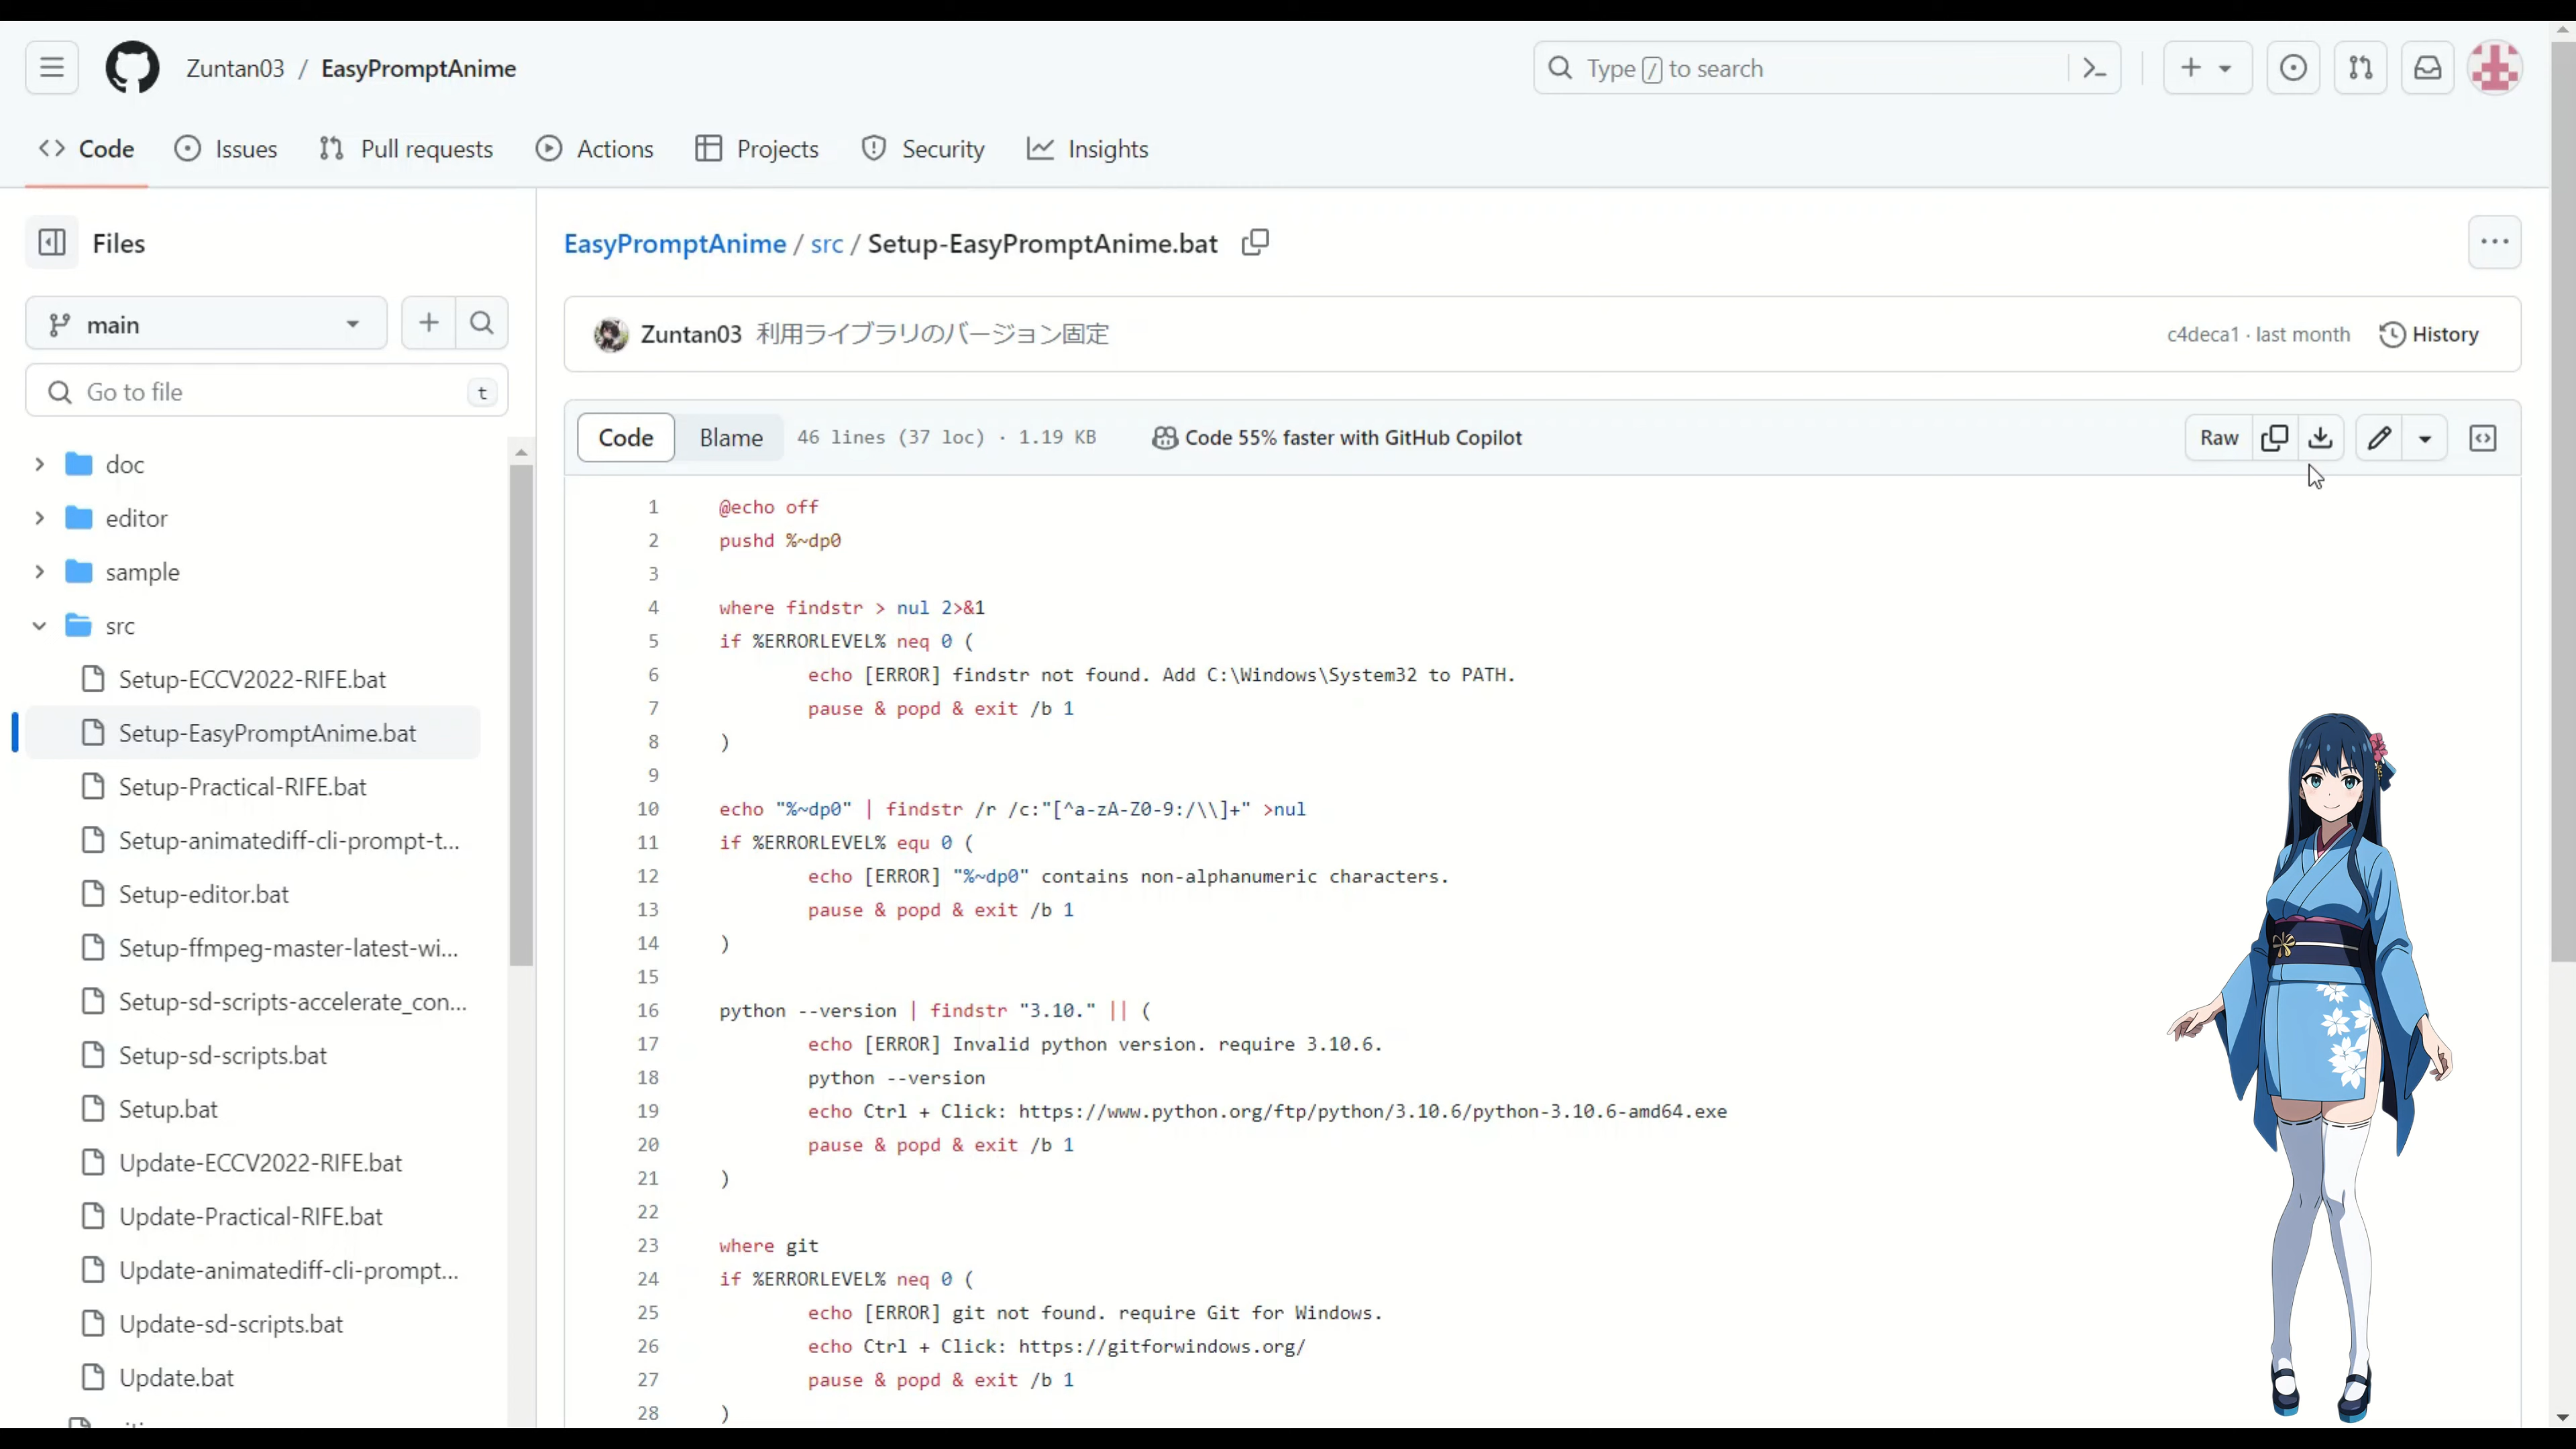 Zuntan03 / EasyPromptAnime
Type / to search
Code Issues Pull requests Actions Projects Security Insights
Files
main
Go to file t
doc
editor
sample
src
Setup-ECCV2022-RIFE.bat
Setup-EasyPromptAnime.bat
Setup-Practical-RIFE.bat
Setup-animatediff-cli-prompt-t...
Setup-editor.bat
Setup-ffmpeg-master-latest-wi...
Setup-sd-scripts-accelerate_con...
Setup-sd-scripts.bat
Setup.bat
Update-ECCV2022-RIFE.bat
Update-Practical-RIFE.bat
Update-animatediff-cli-prompt...
Update-sd-scripts.bat
Update.bat
EasyPromptAnime / src / Setup-EasyPromptAnime.bat
Zuntan03 利用ライブラリのバージョン固定
c4deca1 · last month History
Code Blame 46 lines (37 loc) · 1.19 KB Code 55% faster with GitHub Copilot Raw
1 @echo off
2 pushd %~dp0
3
4 where findstr > nul 2>&1
5 if %ERRORLEVEL% neq 0 (
6 echo [ERROR] findstr not found. Add C:\Windows\System32 to PATH.
7 pause & popd & exit /b 1
8 )
9
10 echo "%~dp0" | findstr /r /c:"[^a-zA-Z0-9:/\\]+" >nul
11 if %ERRORLEVEL% equ 0 (
12 echo [ERROR] "%~dp0" contains non-alphanumeric characters.
13 pause & popd & exit /b 1
14 )
15
16 python --version | findstr "3.10." || (
17 echo [ERROR] Invalid python version. require 3.10.6.
18 python --version
19 echo Ctrl + Click: https://www.python.org/ftp/python/3.10.6/python-3.10.6-amd64.exe
20 pause & popd & exit /b 1
21 )
22
23 where git
24 if %ERRORLEVEL% neq 0 (
25 echo [ERROR] git not found. require Git for Windows.
26 echo Ctrl + Click: https://gitforwindows.org/
27 pause & popd & exit /b 1
28 )